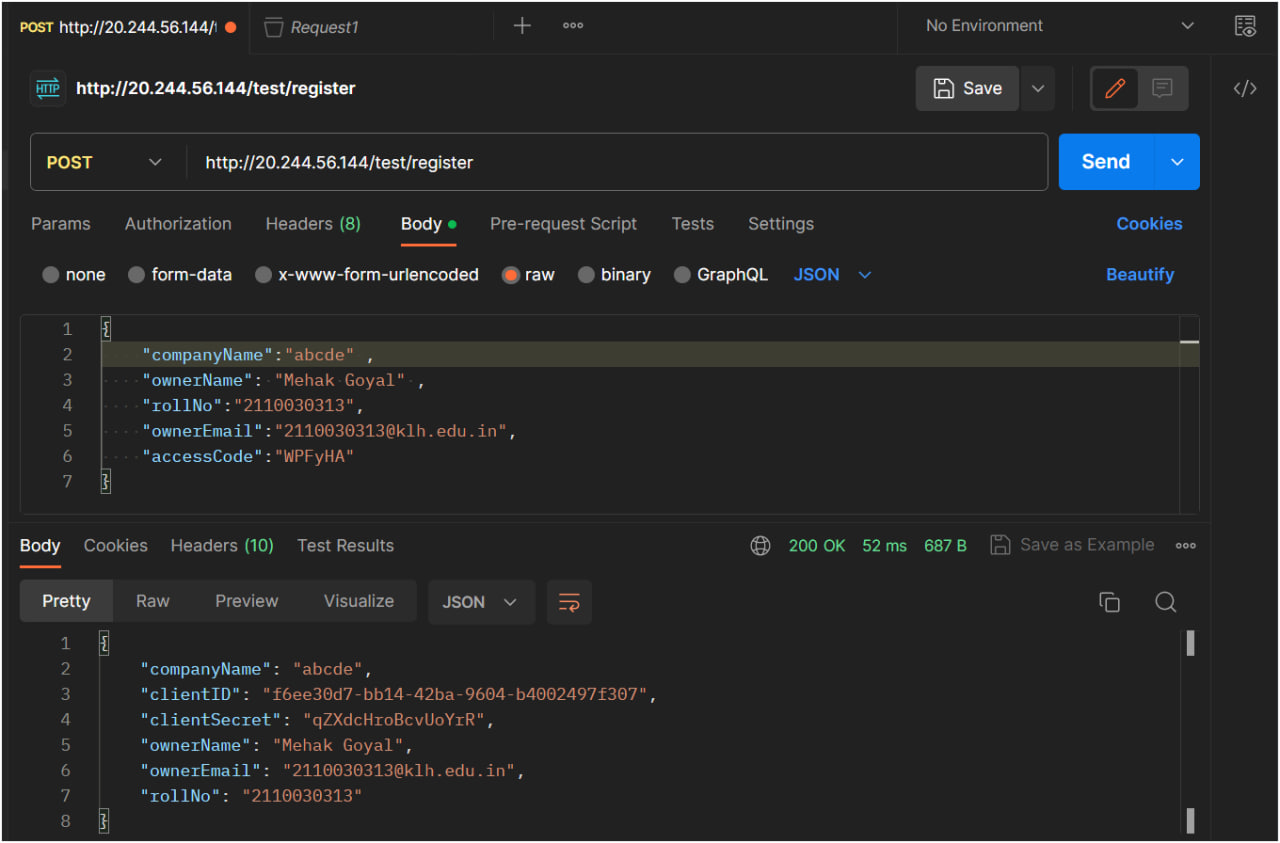 POST http://20.244.56.144/t
Request1
No Environment
HTTP http://20.244.56.144/test/register
Save
POST http://20.244.56.144/test/register Send
Params Authorization Headers (8) Body Pre-request Script Tests Settings Cookies
none form-data x-www-form-urlencoded raw binary GraphQL JSON Beautify
1 {
2 "companyName":"abcde" ,
3 "ownerName": "Mehak Goyal" ,
4 "rollNo":"2110030313",
5 "ownerEmail":"2110030313@klh.edu.in",
6 "accessCode":"WPFyHA"
7 }
Body Cookies Headers (10) Test Results 200 OK 52 ms 687 B Save as Example
Pretty Raw Preview Visualize JSON
1 {
2 "companyName": "abcde",
3 "clientID": "f6ee30d7-bb14-42ba-9604-b4002497f307",
4 "clientSecret": "qZXdcHroBcvUoYrR",
5 "ownerName": "Mehak Goyal",
6 "ownerEmail": "2110030313@klh.edu.in",
7 "rollNo": "2110030313"
8 }